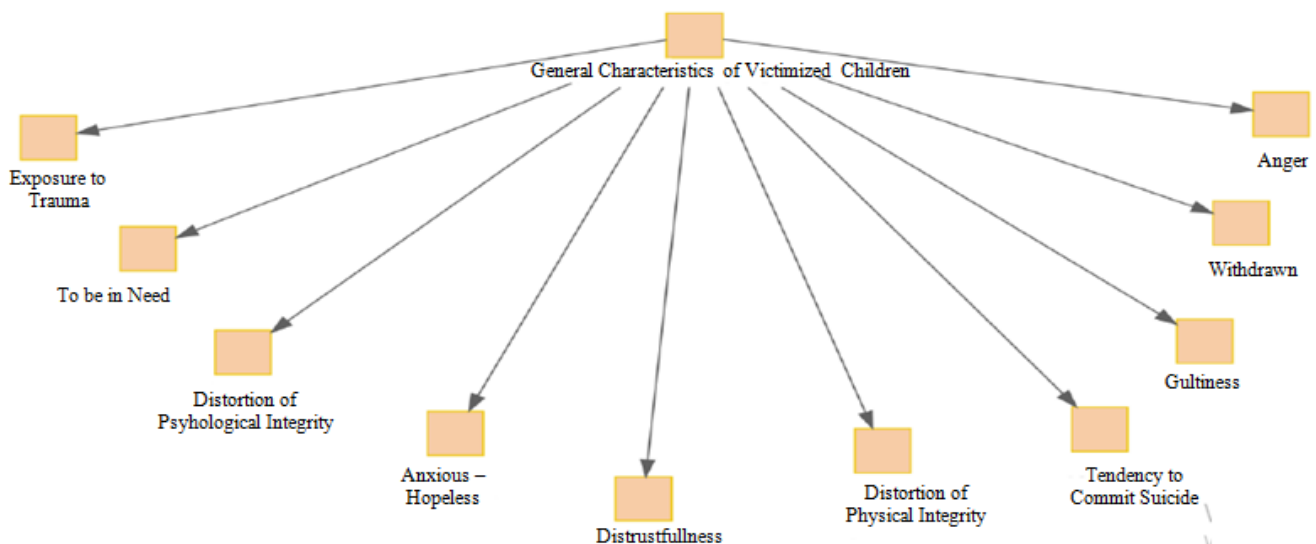 General Characteristics of Victimized Children
Anger
Exposure to
Trauma
Withdrawn
To be in Need
Gultiness
Distortion of
Psyhological Integrity
Anxious –
Hopeless
Tendency to
Commit Suicide
Distortion of
Physical Integrity
Distrustfullness